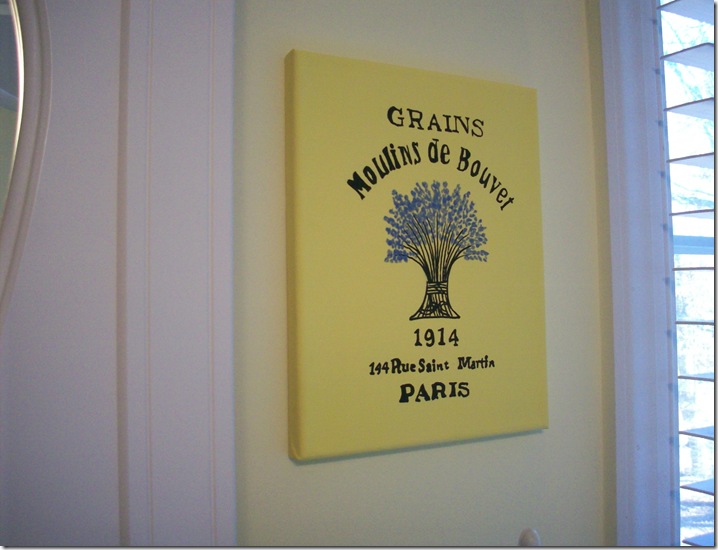 GRAINS
Moulins de Bouvet
1914
144 Rue Saint Martin
PARIS